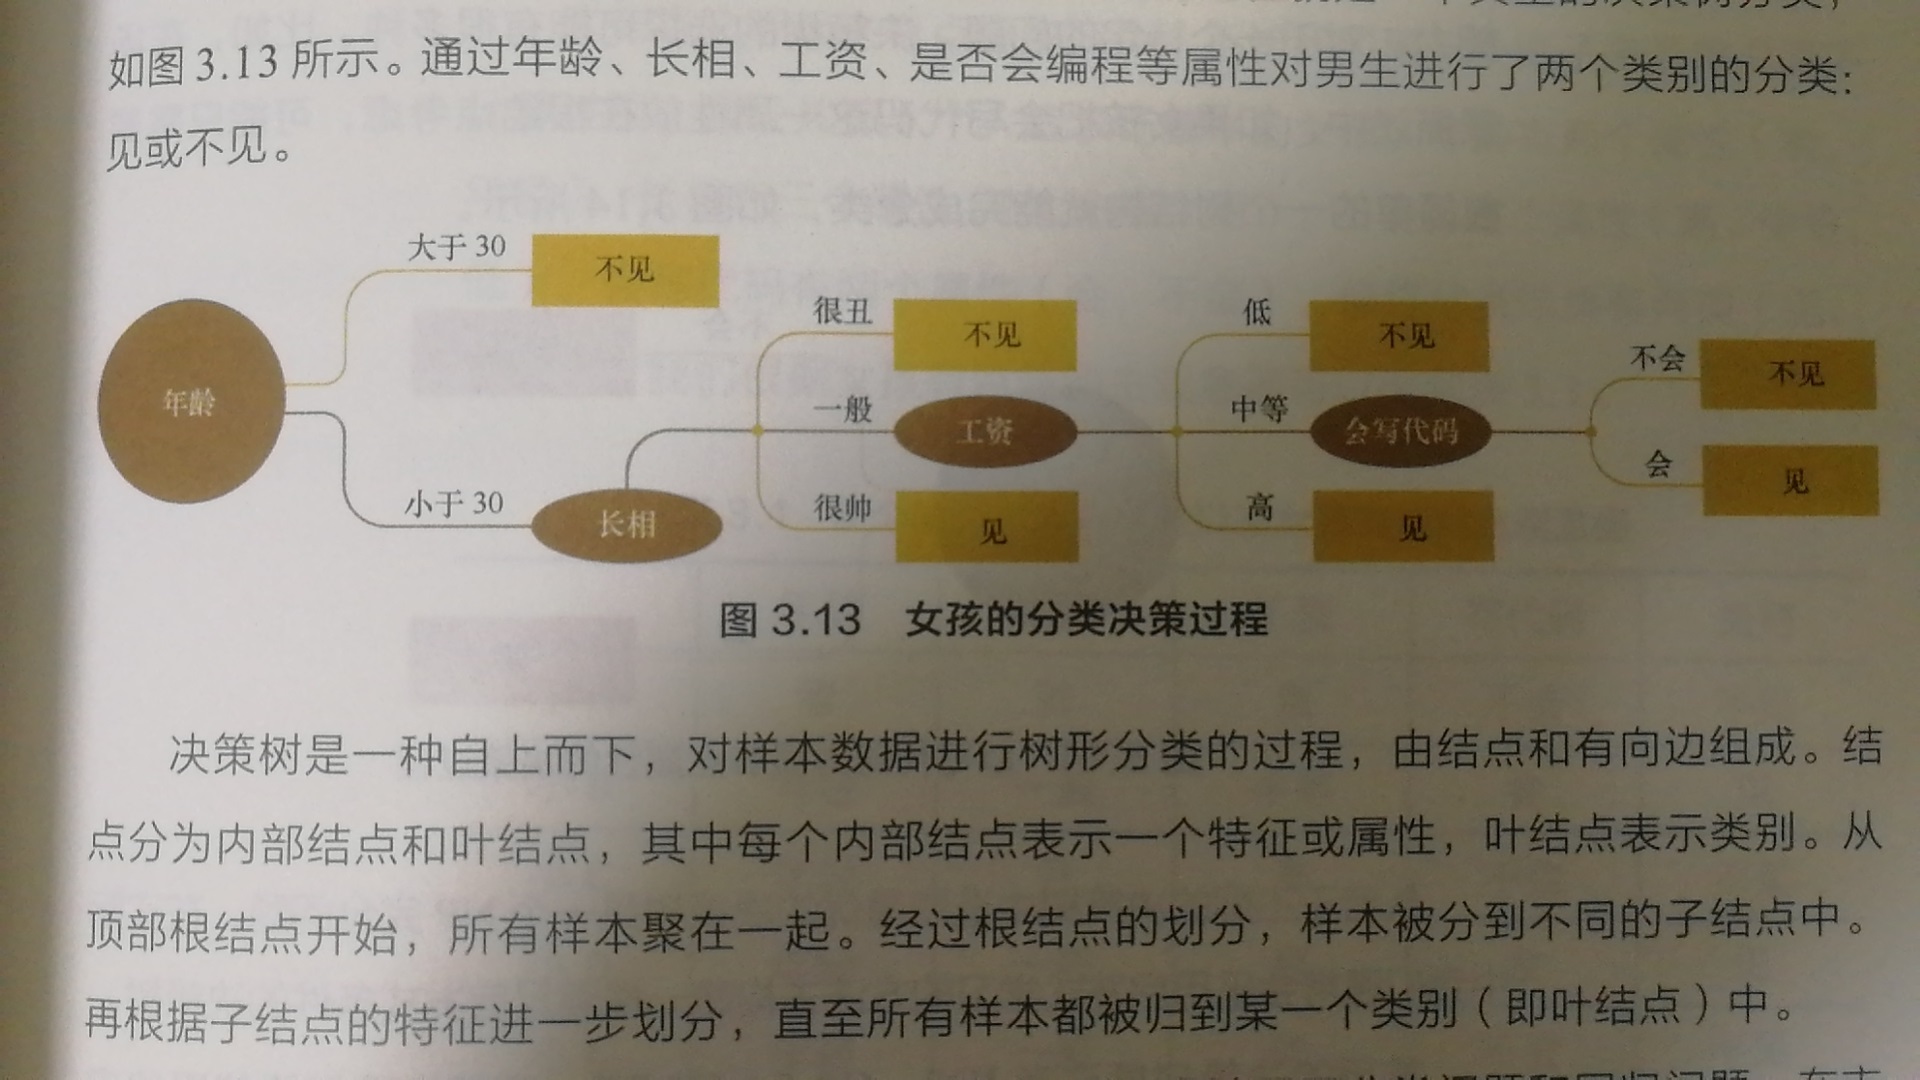 如图 3.13 所示。通过年龄、长相、工资、是否会编程等属性对男生进行了两个类别的分类：
见或不见。
大于 30
不见
年龄
小于 30
长相
很丑
不见
一般
工资
很帅
见
低
不见
中等
会写代码
高
见
不会
不见
会
见
图 3.13 女孩的分类决策过程
决策树是一种自上而下，对样本数据进行树形分类的过程，由结点和有向边组成。结
点分为内部结点和叶结点，其中每个内部结点表示一个特征或属性，叶结点表示类别。从
顶部根结点开始，所有样本聚在一起。经过根结点的划分，样本被分到不同的子结点中。
再根据子结点的特征进一步划分，直至所有样本都被归到某一个类别（即叶结点）中。